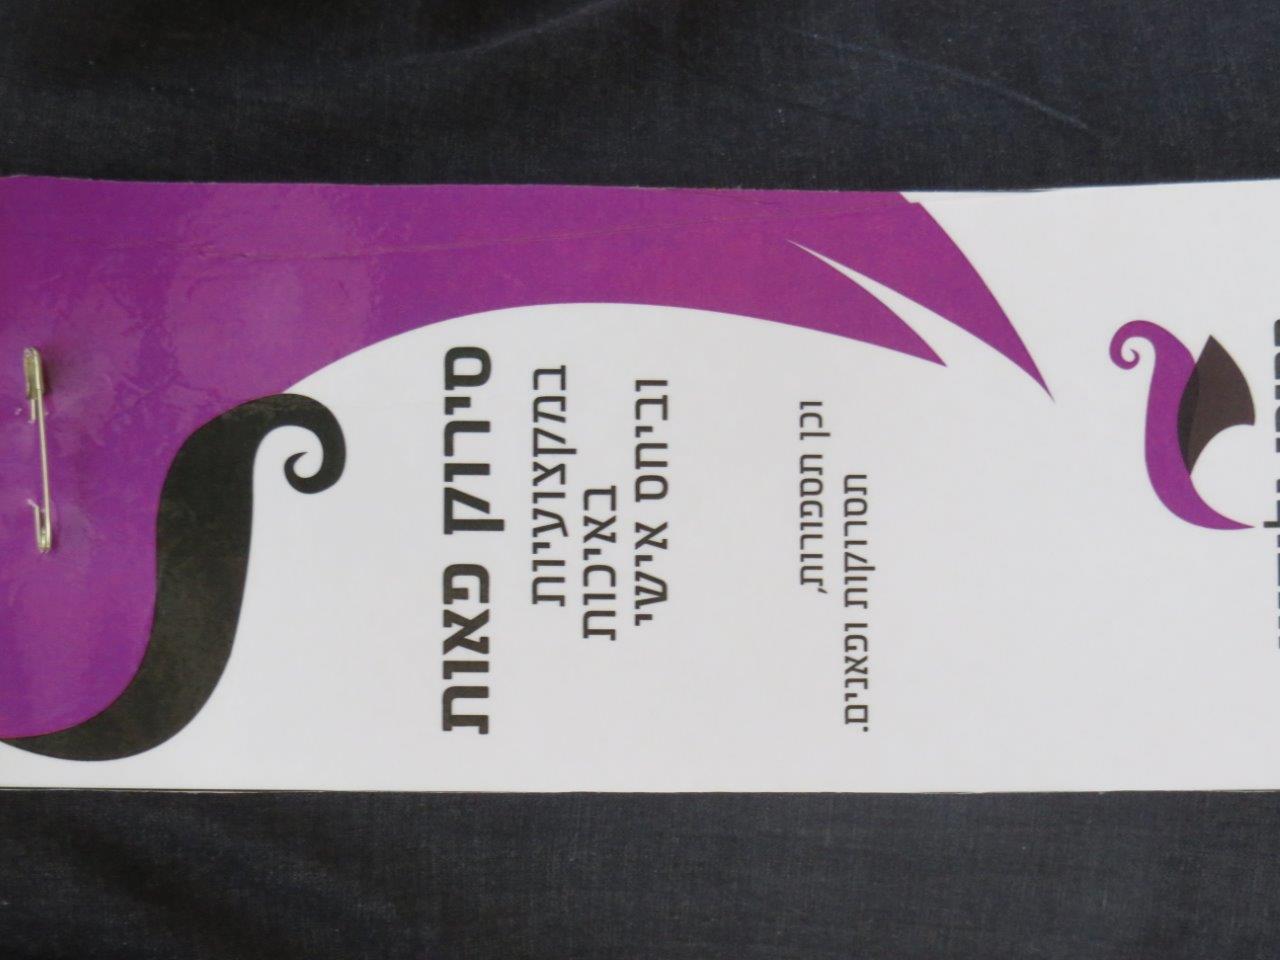 סירוק פאות
במקצועיות
באיכות
וביחס אישי
וכן תספורות,
תסרוקות ופאנים.